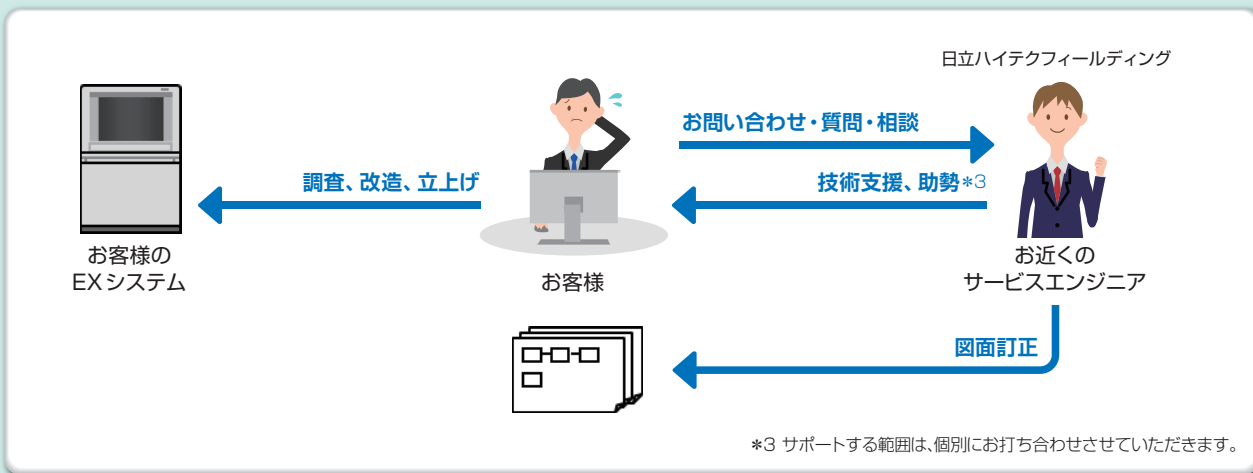 日立ハイテクフィールディング
お問い合わせ・質問・相談
調査、改造、立上げ
技術支援、助勢*3
お客様の
EXシステム
お客様
お近くの
サービスエンジニア
図面訂正
*3 サポートする範囲は、個別にお打ち合わせさせていただきます。